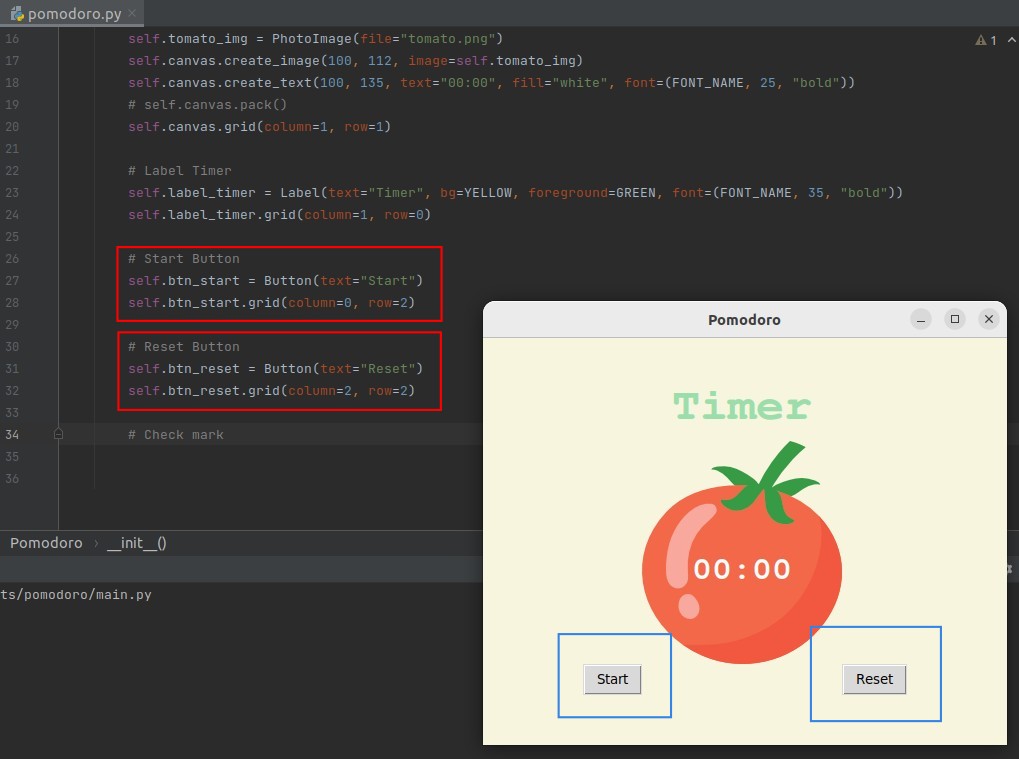 pomodoro.py
1
16 self.tomato_img = PhotoImage(file="tomato.png")
17 self.canvas.create_image(100, 112, image=self.tomato_img)
18 self.canvas.create_text(100, 135, text="00:00", fill="white", font=(FONT_NAME, 25, "bold"))
19 # self.canvas.pack()
20 self.canvas.grid(column=1, row=1)
21
22 # Label Timer
23 self.label_timer = Label(text="Timer", bg=YELLOW, foreground=GREEN, font=(FONT_NAME, 35, "bold"))
24 self.label_timer.grid(column=1, row=0)
25
26 # Start Button
27 self.btn_start = Button(text="Start")
28 self.btn_start.grid(column=0, row=2)
29
30 # Reset Button
31 self.btn_reset = Button(text="Reset")
32 self.btn_reset.grid(column=2, row=2)
33
34 # Check mark
35
36
Pomodoro › __init__()
ts/pomodoro/main.py
Pomodoro
Timer
00:00
Start Reset